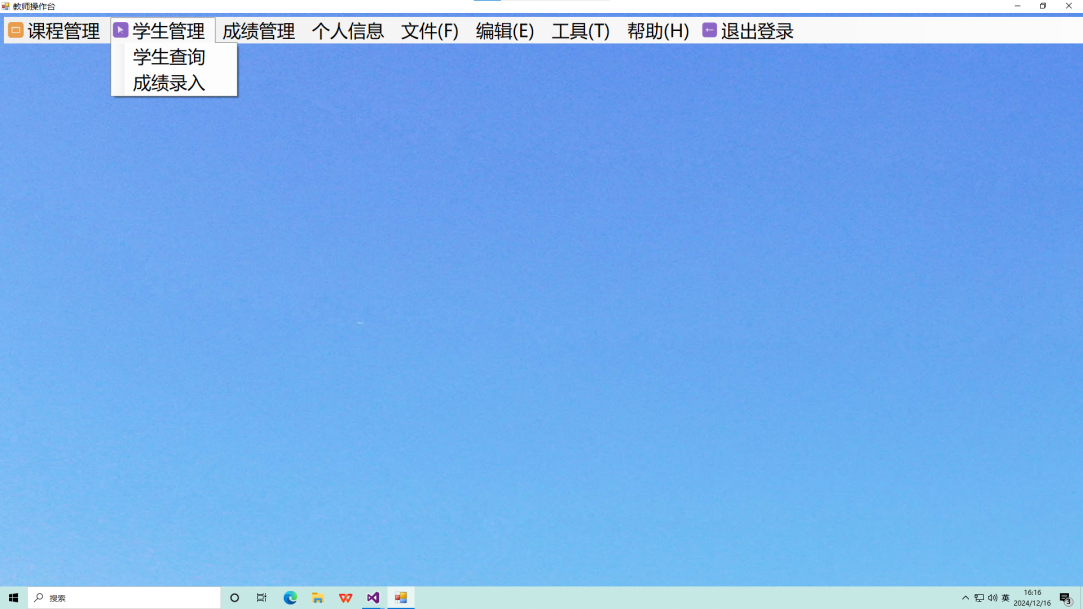 教师操作台
课程管理 学生管理 成绩管理 个人信息 文件(F) 编辑(E) 工具(T) 帮助(H) 退出登录
学生查询
成绩录入
搜索
英
16:16
2024/12/16
3